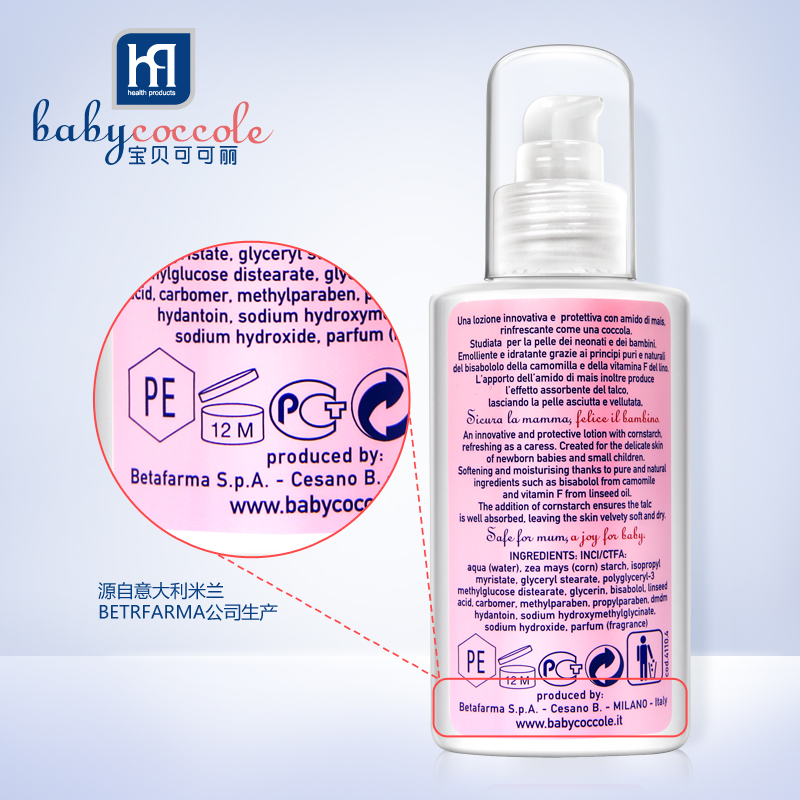 HP
health products
babycoccole
宝贝可可丽
glyceryl
distearate,
carbomer, methylparaben,
hydantoin, sodium
sodium hydroxide, parfum
PE
12 M
PCT
produced by:
Betafarma S.p.A. - Cesano B.
源自意大利米兰
BETRFARMA公司生产
Una lozione innovativa e protettiva con amido di mais,
rinfrescante come una coccola.
Studiata per la pelle dei neonati e dei bambini.
Emolliente e idratante grazie ai principi puri e naturali
del bisabololo della camomilla e della vitamina F del lino.
L'apporto dell'amido di mais inoltre produce
l'effetto assorbente del talco,
lasciando la pelle asciutta e vellutata.
Sicura la mamma, felice il bambino.
An innovative and protective lotion with cornstarch,
refreshing as a caress. Created for the delicate skin
of newborn babies and small children.
Softening and moisturising thanks to pure and natural
ingredients such as bisabolol from camomile
and vitamin F from linseed oil.
The addition of cornstarch ensures the talc
is well absorbed, leaving the skin velvety soft and dry.
Safe for mum, a joy for baby.
INGREDIENTS: INCI/CTFA:
aqua (water), zea mays (corn) starch, isopropyl
myristate, glyceryl stearate, polyglyceryl-3
methylglucose distearate, glycerin, bisabolol, linseed
acid, carbomer, methylparaben, propylparaben, dmdm
hydantoin, sodium hydroxymethylglycinate,
sodium hydroxide, parfum (fragrance)
PE
12 M
PCT
cod.4110.4
produced by:
Betafarma S.p.A. - Cesano B. - MILANO - Italy
www.babycoccole.it